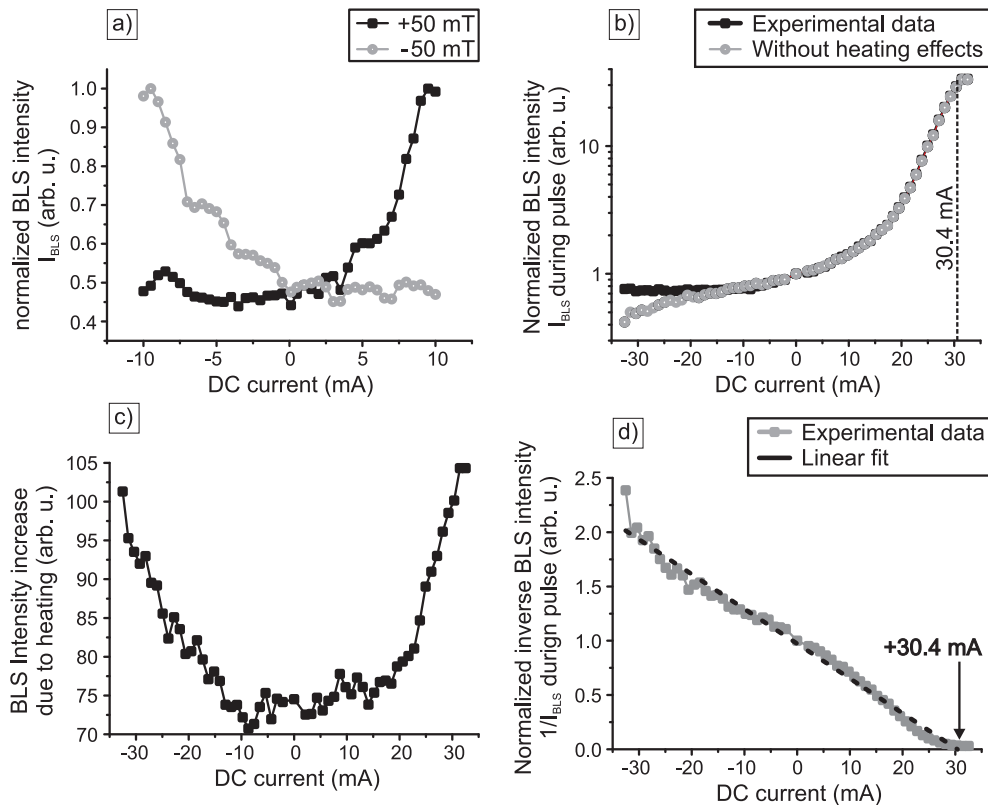 a)
+50 mT
-50 mT
normalized BLS intensity
I_BLS (arb. u.)
1.0
0.9
0.8
0.7
0.6
0.5
0.4
-10
-5
0
5
10
DC current (mA)
b)
Experimental data
Without heating effects
Normalized BLS intensity
I_BLS during pulse (arb. u.)
10
1
30.4 mA
-30
-20
-10
0
10
20
30
DC current (mA)
c)
BLS Intensity increase
due to heating (arb. u.)
105
100
95
90
85
80
75
70
-30
-20
-10
0
10
20
30
DC current (mA)
d)
Experimental data
Linear fit
Normalized inverse BLS intensity
1/I_BLS durign pulse (arb. u.)
2.5
2.0
1.5
1.0
0.5
0.0
+30.4 mA
-30
-20
-10
0
10
20
30
DC current (mA)